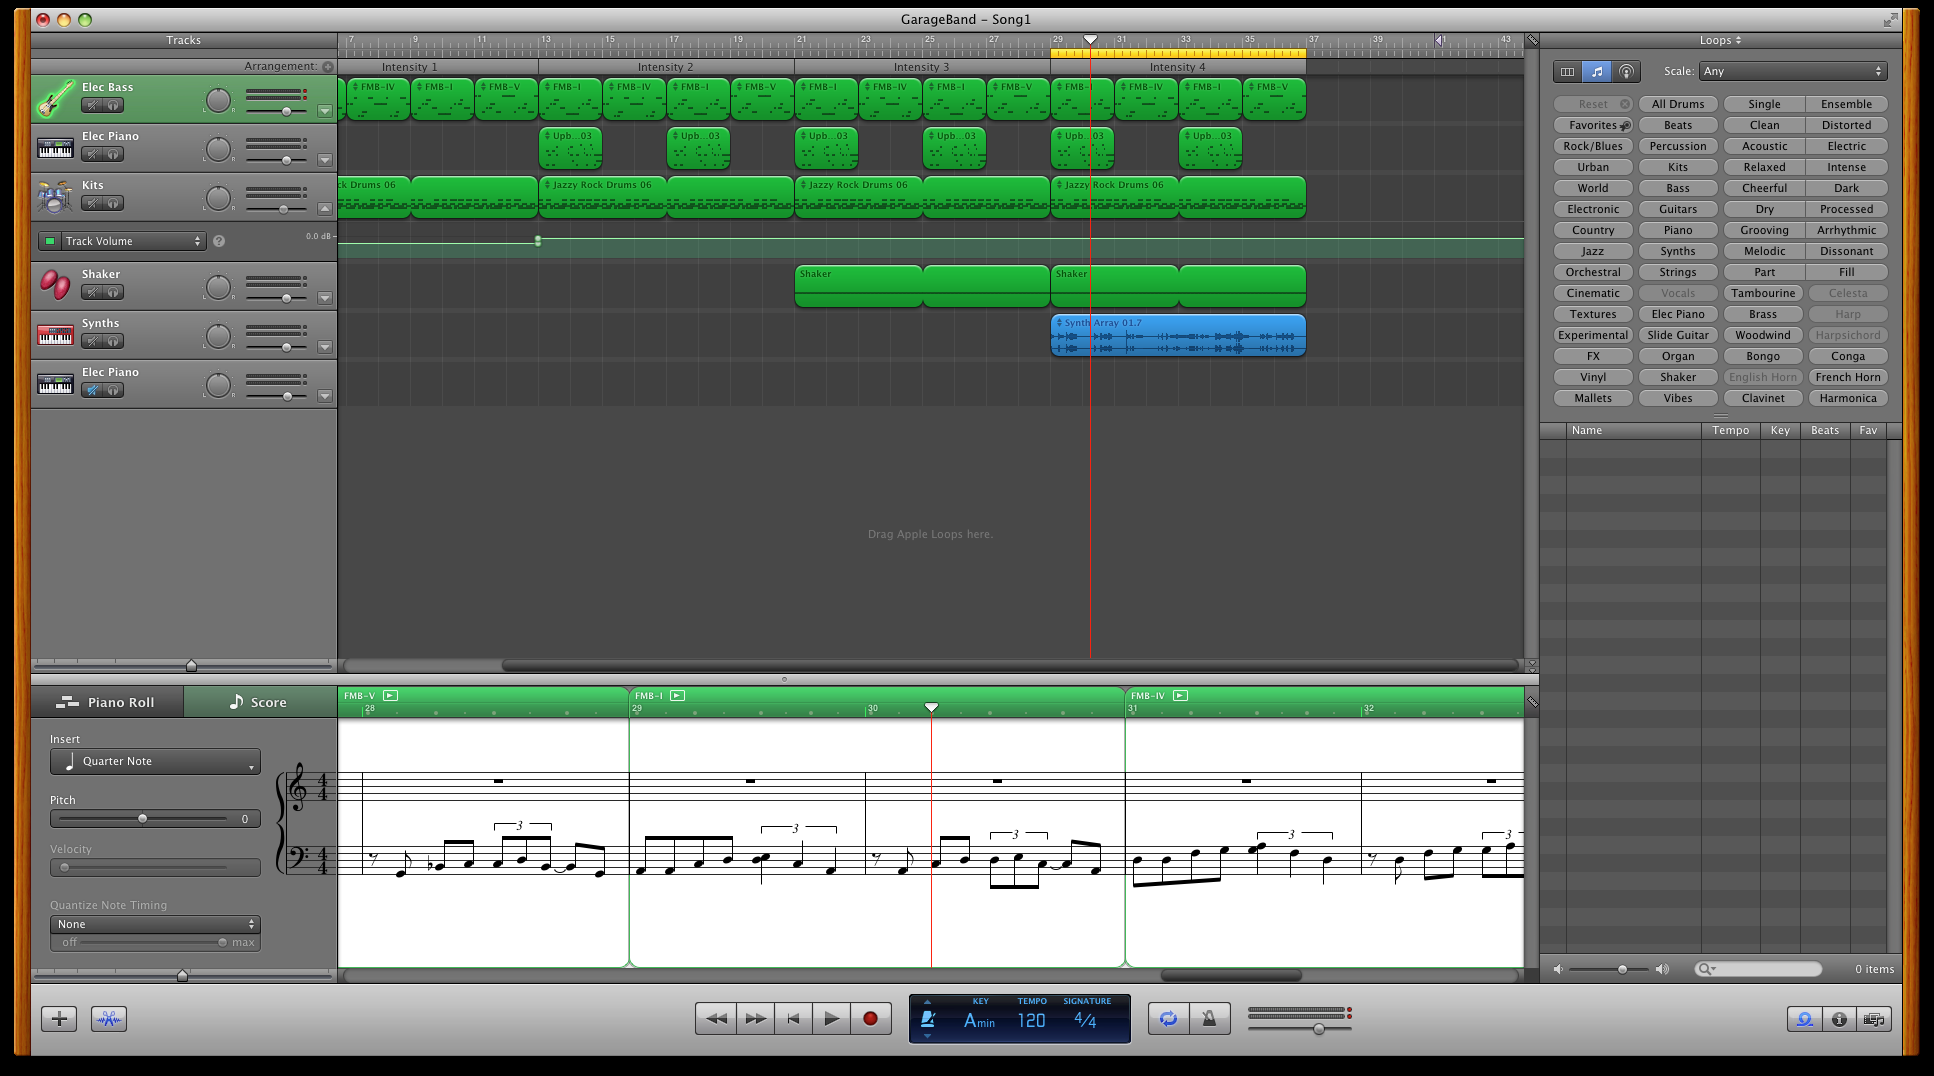 GarageBand – Song1
Tracks
7 9 11 13 15 17 19 21 23 25 27 29 31 33 35 37 39 41 43
Loops
Arrangement:
Intensity 1 Intensity 2 Intensity 3 Intensity 4
Scale: Any
Elec Bass
L R
FMB-IV FMB-I FMB-V FMB-I FMB-IV FMB-I FMB-V FMB-I FMB-IV FMB-I FMB-V FMB-I FMB-IV FMB-I FMB-V
Elec Piano
L R
Upb...03 Upb...03 Upb...03 Upb...03 Upb...03 Upb...03
Kits
L R
ck Drums 06 Jazzy Rock Drums 06 Jazzy Rock Drums 06 Jazzy Rock Drums 06
Track Volume ? 0.0 dB
Shaker
L R
Shaker Shaker
Synths
L R
Synth Array 01.7
Elec Piano
L R
Drag Apple Loops here.
Reset All Drums Single Ensemble
Favorites Beats Clean Distorted
Rock/Blues Percussion Acoustic Electric
Urban Kits Relaxed Intense
World Bass Cheerful Dark
Electronic Guitars Dry Processed
Country Piano Grooving Arrhythmic
Jazz Synths Melodic Dissonant
Orchestral Strings Part Fill
Cinematic Vocals Tambourine Celesta
Textures Elec Piano Brass Harp
Experimental Slide Guitar Woodwind Harpsichord
FX Organ Bongo Conga
Vinyl Shaker English Horn French Horn
Mallets Vibes Clavinet Harmonica
Name Tempo Key Beats Fav
Piano Roll Score
FMB-V FMB-I FMB-IV
28 29 30 31 32
Insert
Quarter Note
Pitch
0
Velocity
Quantize Note Timing
None
off max
4 4
4 4
3 3 3 3 3
0 items
KEY TEMPO SIGNATURE
Amin 120 4/4